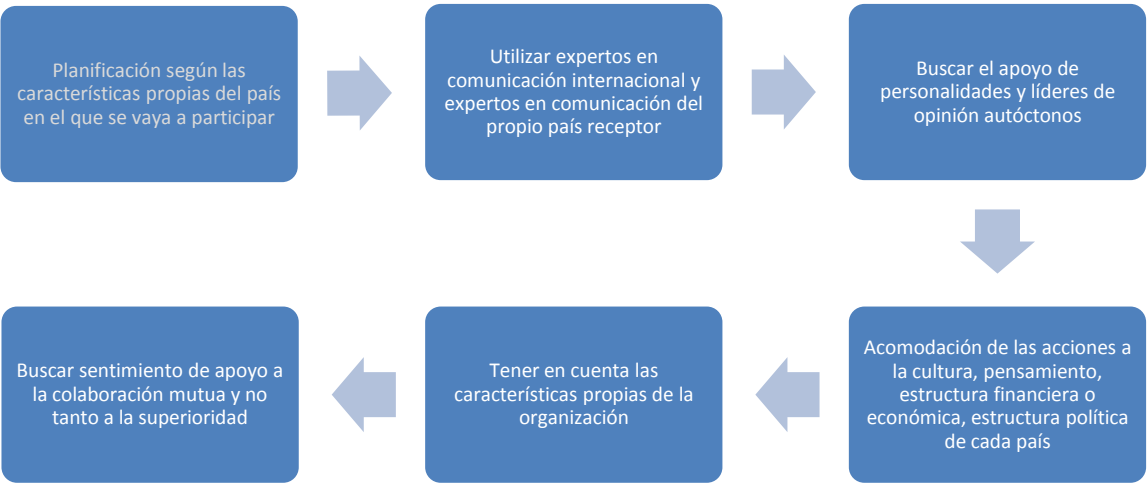 Planificación según las
características propias del país
en el que se vaya a participar
Utilizar expertos en
comunicación internacional y
expertos en comunicación del
propio país receptor
Buscar el apoyo de
personalidades y líderes de
opinión autóctonos
Acomodación de las acciones a
la cultura, pensamiento,
estructura financiera o
económica, estructura política
de cada país
Tener en cuenta las
características propias de la
organización
Buscar sentimiento de apoyo a
la colaboración mutua y no
tanto a la superioridad